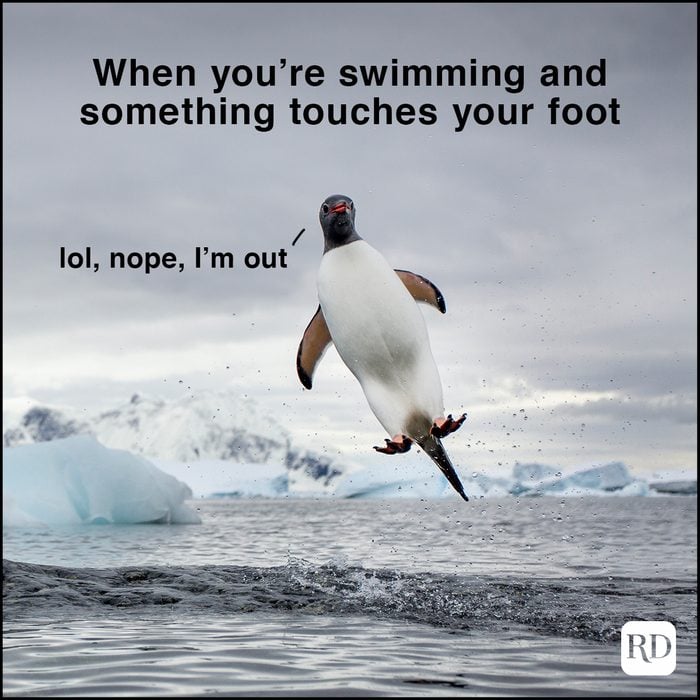 When you’re swimming and
something touches your foot
lol, nope, I’m out
RD